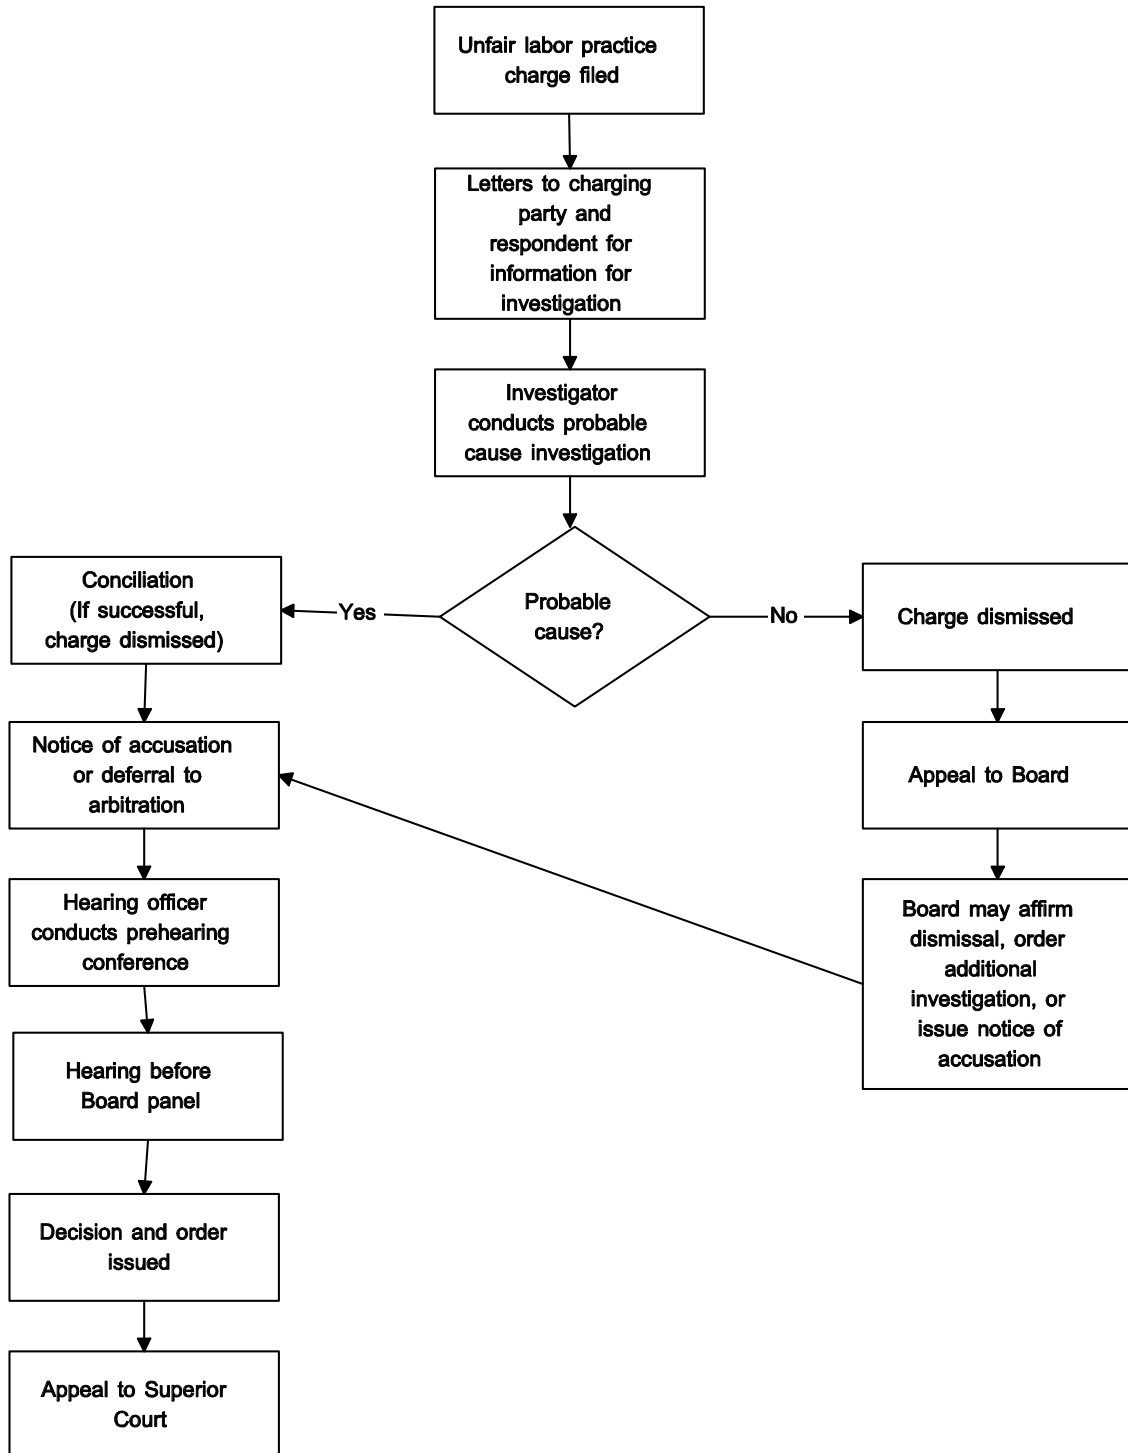 Unfair labor practice
charge filed
Letters to charging
party and
respondent for
information for
investigation
Investigator
conducts probable
cause investigation
Probable
cause?
Yes
No
Conciliation
(If successful,
charge dismissed)
Charge dismissed
Notice of accusation
or deferral to
arbitration
Appeal to Board
Hearing officer
conducts prehearing
conference
Board may affirm
dismissal, order
additional
investigation, or
issue notice of
accusation
Hearing before
Board panel
Decision and order
issued
Appeal to Superior
Court